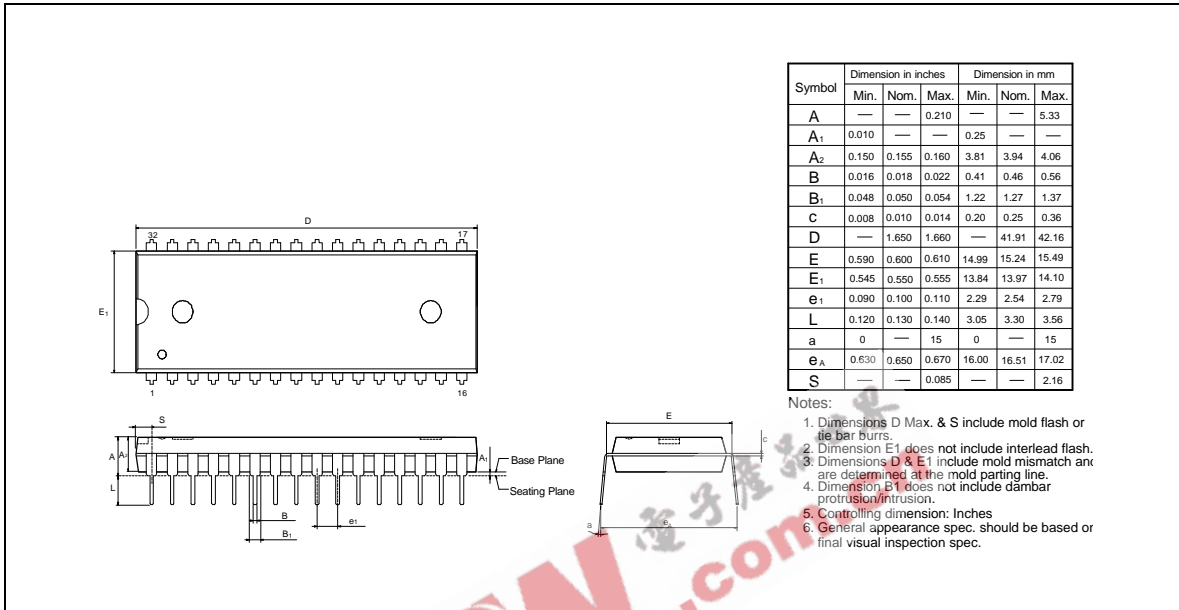 Symbol Dimension in inches Dimension in mm
Min. Nom. Max. Min. Nom. Max.
A — — 0.210 — — 5.33
A1 0.010 — — 0.25 — —
A2 0.150 0.155 0.160 3.81 3.94 4.06
B 0.016 0.018 0.022 0.41 0.46 0.56
B1 0.048 0.050 0.054 1.22 1.27 1.37
c 0.008 0.010 0.014 0.20 0.25 0.36
D — 1.650 1.660 — 41.91 42.16
E 0.590 0.600 0.610 14.99 15.24 15.49
E1 0.545 0.550 0.555 13.84 13.97 14.10
e1 0.090 0.100 0.110 2.29 2.54 2.79
L 0.120 0.130 0.140 3.05 3.30 3.56
a 0 — 15 0 — 15
eA 0.630 0.650 0.670 16.00 16.51 17.02
S — — 0.085 — — 2.16
D
32 17
E1
1 16
S
A A2 A1
Base Plane
L
Seating Plane
B e1
B1
E
c
a eA
Notes:
1. Dimensions D Max. & S include mold flash or
tie bar burrs.
2. Dimension E1 does not include interlead flash.
3. Dimensions D & E1 include mold mismatch and
are determined at the mold parting line.
4. Dimension B1 does not include dambar
protrusion/intrusion.
5. Controlling dimension: Inches
6. General appearance spec. should be based on
final visual inspection spec.
電子產業界
.com.cn